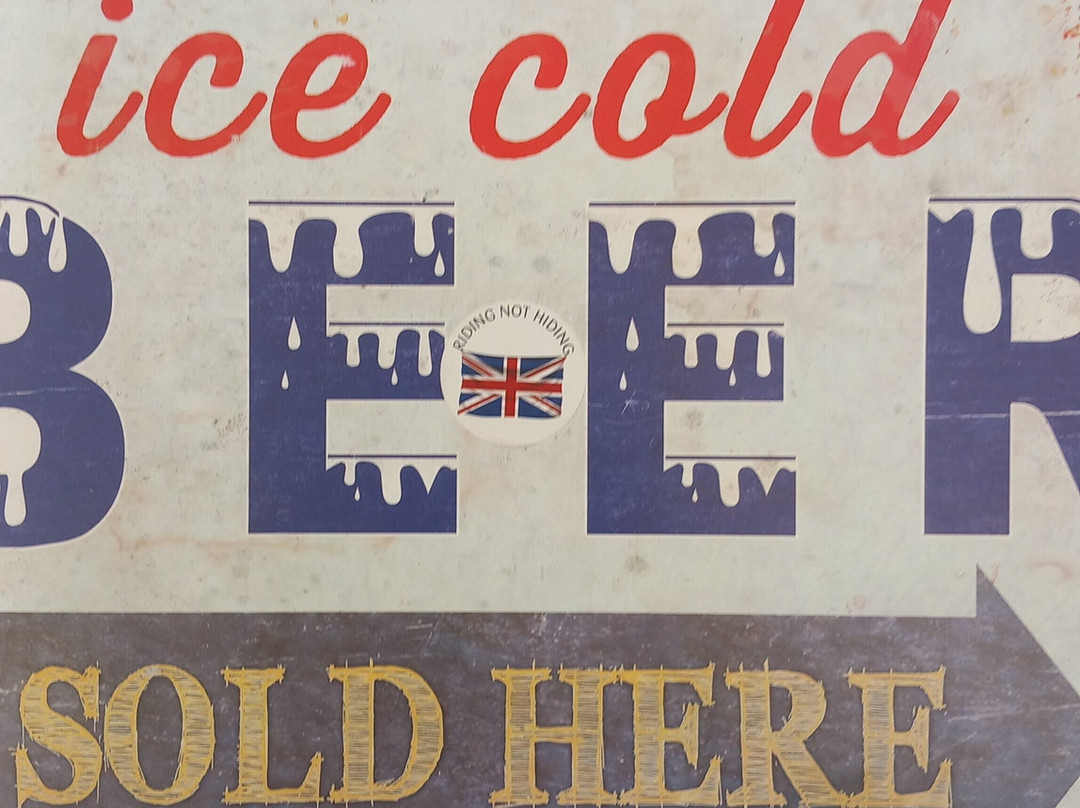 ice cold
BEER
RIDING NOT HIDING
SOLD HERE